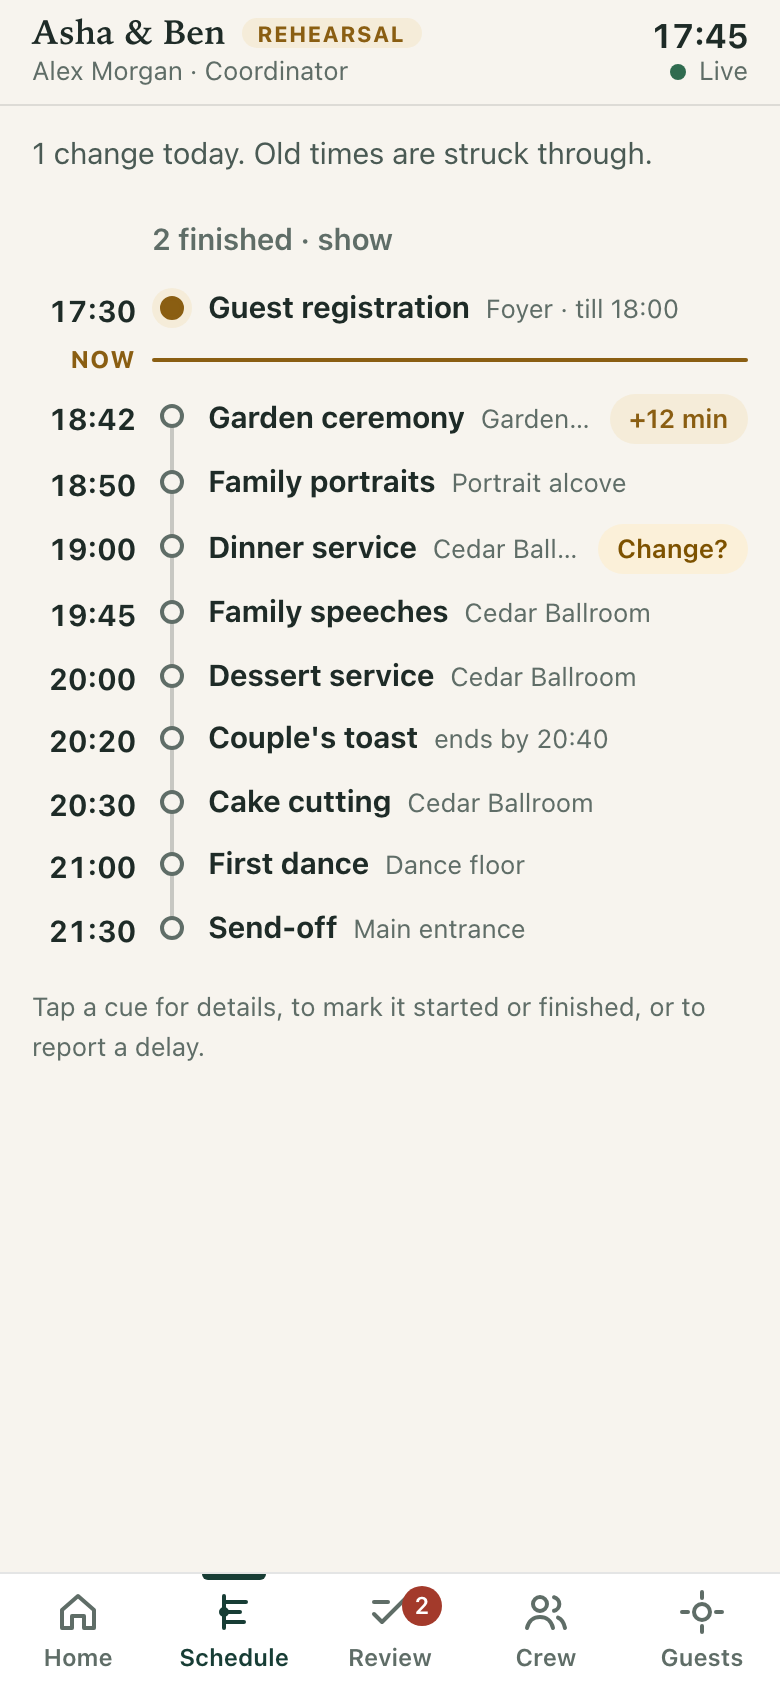 Asha & Ben REHEARSAL 17:45
Alex Morgan · Coordinator Live
1 change today. Old times are struck through.
2 finished · show
17:30 Guest registration Foyer · till 18:00
NOW
18:42 Garden ceremony Garden... +12 min
18:50 Family portraits Portrait alcove
19:00 Dinner service Cedar Ball... Change?
19:45 Family speeches Cedar Ballroom
20:00 Dessert service Cedar Ballroom
20:20 Couple's toast ends by 20:40
20:30 Cake cutting Cedar Ballroom
21:00 First dance Dance floor
21:30 Send-off Main entrance
Tap a cue for details, to mark it started or finished, or to
report a delay.
2
Home Schedule Review Crew Guests